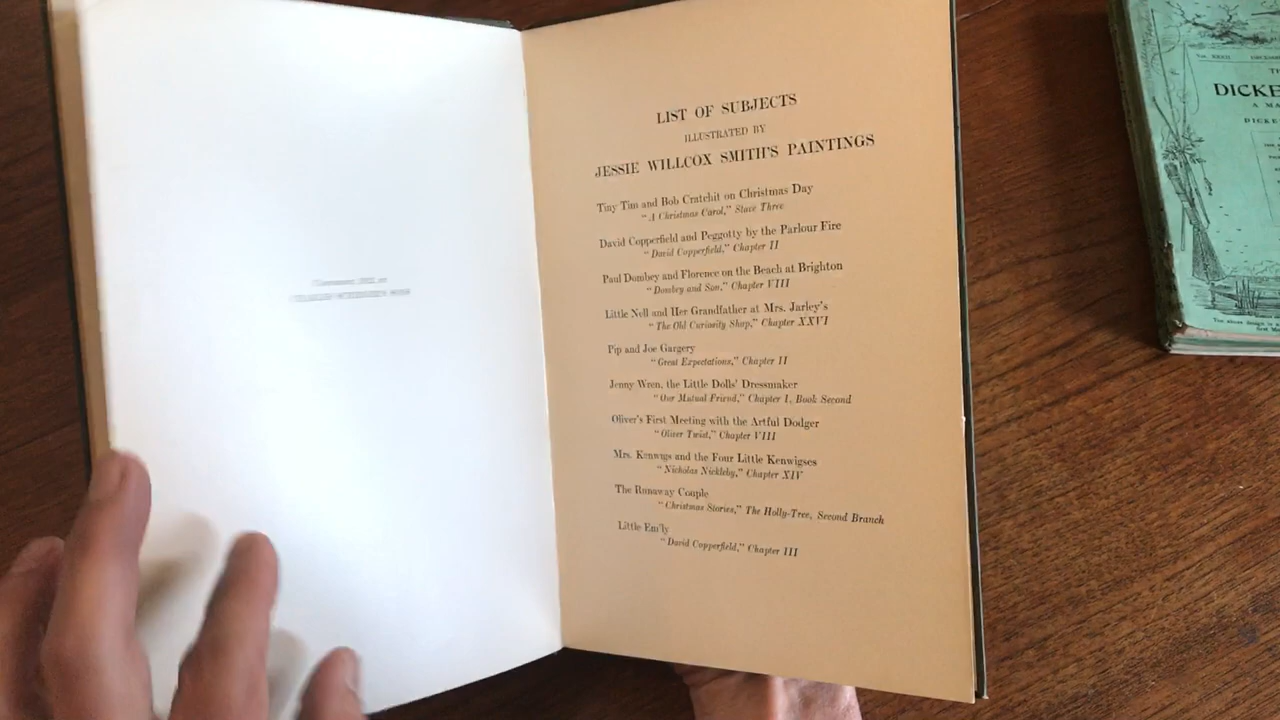 LIST OF SUBJECTS
ILLUSTRATED BY
JESSIE WILLCOX SMITH'S PAINTINGS
Tiny Tim and Bob Cratchit on Christmas Day
"A Christmas Carol," Stave Three
David Copperfield and Peggotty by the Parlour Fire
"David Copperfield," Chapter II
Paul Dombey and Florence on the Beach at Brighton
"Dombey and Son," Chapter VIII
Little Nell and Her Grandfather at Mrs. Jarley's
"The Old Curiosity Shop," Chapter XXVI
Pip and Joe Gargery
"Great Expectations," Chapter II
Jenny Wren, the Little Dolls' Dressmaker
"Our Mutual Friend," Chapter I, Book Second
Oliver's First Meeting with the Artful Dodger
"Oliver Twist," Chapter VIII
Mrs. Kenwigs and the Four Little Kenwigses
"Nicholas Nickleby," Chapter XIV
The Runaway Couple
"Christmas Stories," The Holly-Tree, Second Branch
Little Em'ly
"David Copperfield," Chapter III
DICKE
A MA
DICKE